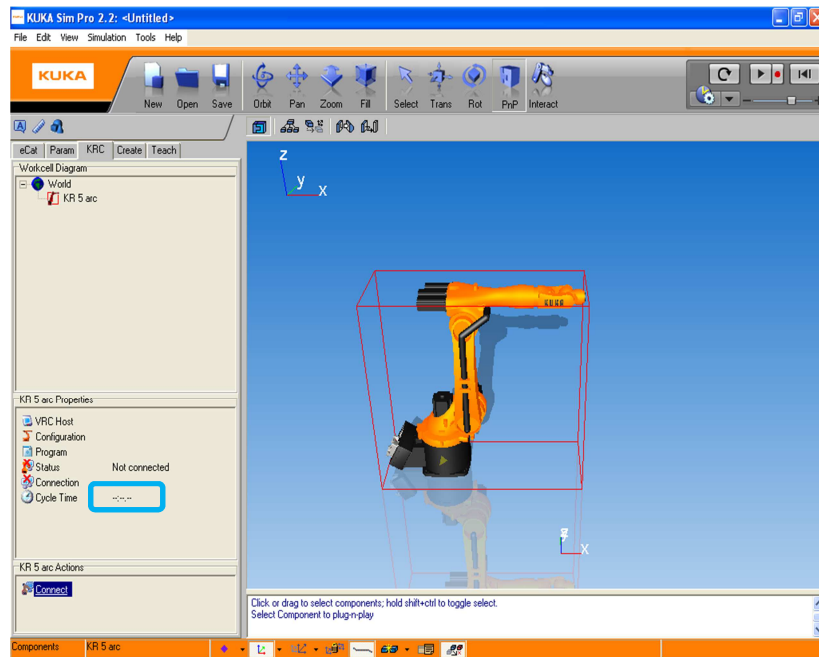 KUKA Sim Pro 2.2: <Untitled>
File Edit View Simulation Tools Help
KUKA
New Open Save Orbit Pan Zoom Fill Select Trans Rot PnP Interact
eCat Param KRC Create Teach
Workcell Diagram
World
KR 5 arc
z
y
x
KUKA
KR 5 arc Properties
VRC Host
Configuration
Program
Status Not connected
Connection
Cycle Time --:--.--
x
KR 5 arc Actions
Connect
Click or drag to select components; hold shift+ctrl to toggle select.
Select Component to plug-n-play
Components KR 5 arc